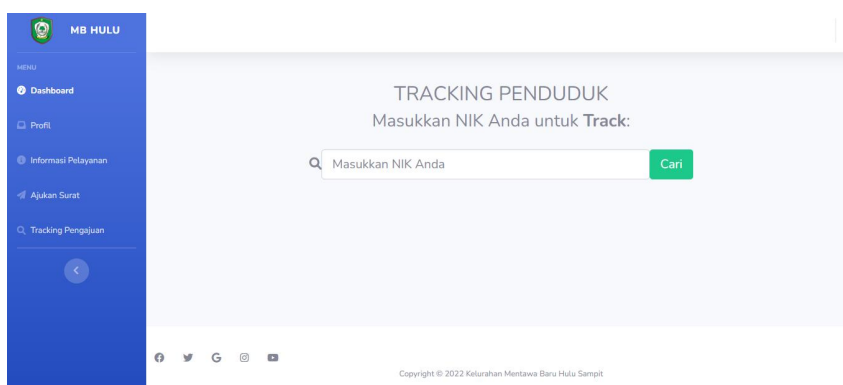 MB HULU
MENU
Dashboard
Profil
Informasi Pelayanan
Ajukan Surat
Tracking Pengajuan
TRACKING PENDUDUK
Masukkan NIK Anda untuk Track:
Masukkan NIK Anda
Cari
Copyright © 2022 Kelurahan Mentawa Baru Hulu Sampit